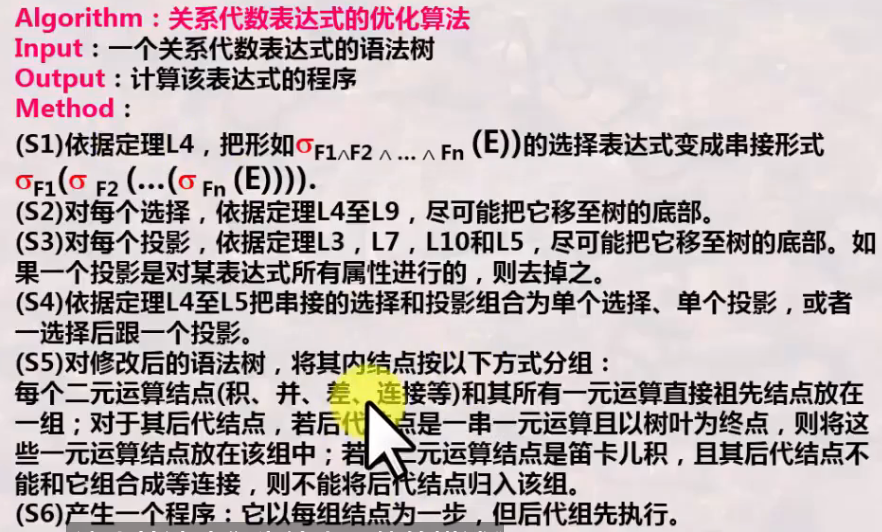 Algorithm：关系代数表达式的优化算法
Input：一个关系代数表达式的语法树
Output：计算该表达式的程序
Method：
(S1)依据定理L4，把形如σF1∧F2 ∧ … ∧ Fn (E))的选择表达式变成串接形式
σF1(σ F2 (…(σ Fn (E)))).
(S2)对每个选择，依据定理L4至L9，尽可能把它移至树的底部。
(S3)对每个投影，依据定理L3，L7，L10和L5，尽可能把它移至树的底部。如
果一个投影是对某表达式所有属性进行的，则去掉之。
(S4)依据定理L4至L5把串接的选择和投影组合为单个选择、单个投影，或者
一选择后跟一个投影。
(S5)对修改后的语法树，将其内结点按以下方式分组：
每个二元运算结点(积、并、差、连接等)和其所有一元运算直接祖先结点放在
一组；对于其后代结点，若后代结点是一串一元运算且以树叶为终点，则将这
些一元运算结点放在该组中；若 二元运算结点是笛卡儿积，且其后代结点不
能和它组合成等连接，则不能将后代结点归入该组。
(S6)产生一个程序：它以每组结点为一步，但后代组先执行。